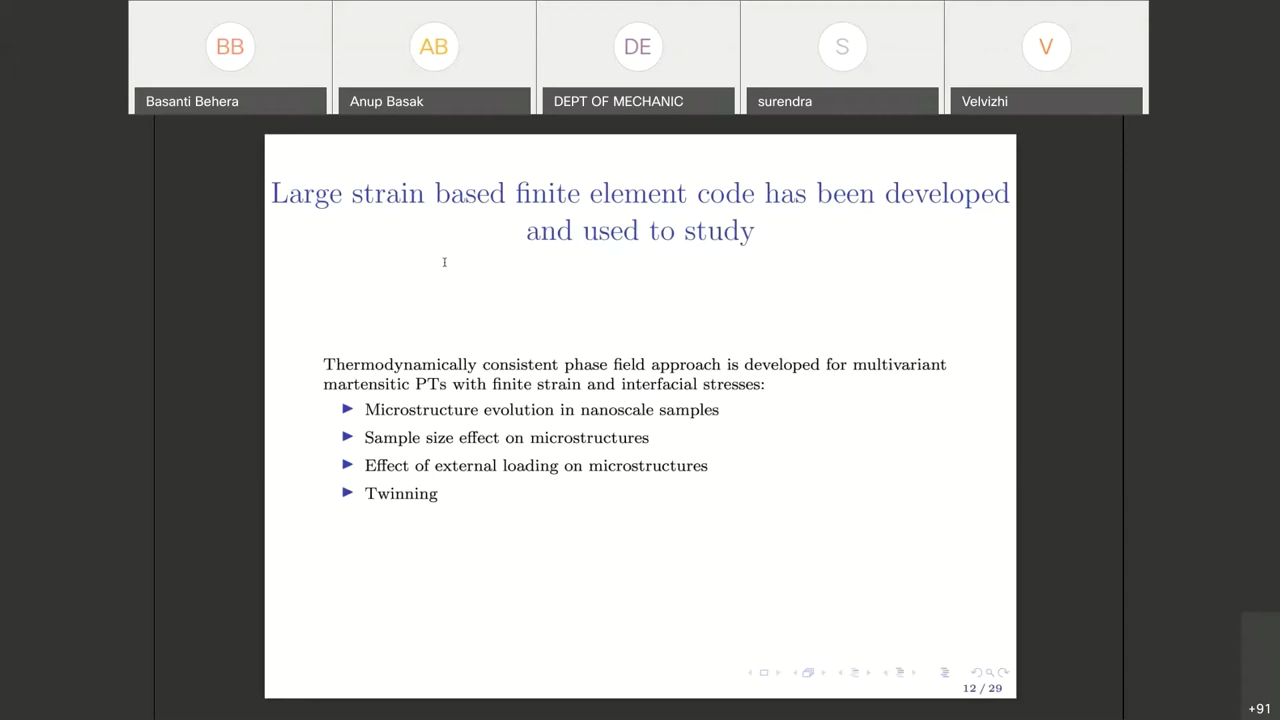 BB AB DE S V
Basanti Behera Anup Basak DEPT OF MECHANIC surendra Velvizhi
Large strain based finite element code has been developed
and used to study
Thermodynamically consistent phase field approach is developed for multivariant
martensitic PTs with finite strain and interfacial stresses:
Microstructure evolution in nanoscale samples
Sample size effect on microstructures
Effect of external loading on microstructures
Twinning
12 / 29
+91